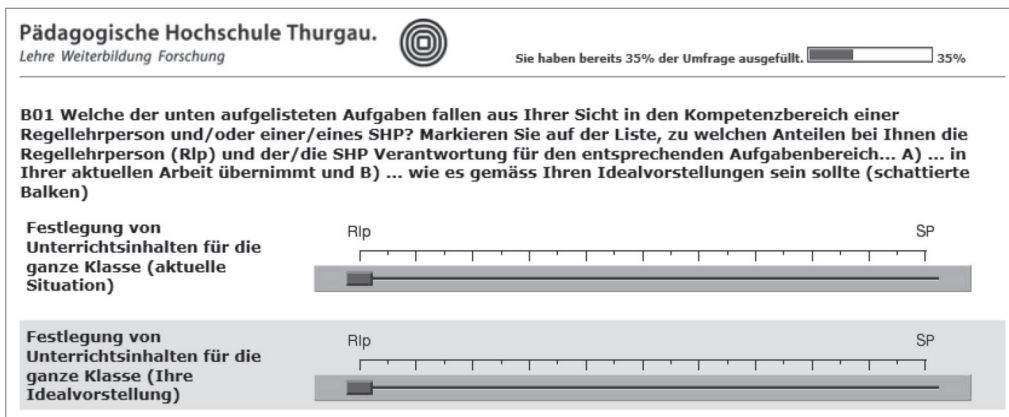 Pädagogische Hochschule Thurgau.
Lehre Weiterbildung Forschung
Sie haben bereits 35% der Umfrage ausgefüllt. 35%
B01 Welche der unten aufgelisteten Aufgaben fallen aus Ihrer Sicht in den Kompetenzbereich einer
Regellehrperson und/oder einer/eines SHP? Markieren Sie auf der Liste, zu welchen Anteilen bei Ihnen die
Regellehrperson (Rlp) und der/die SHP Verantwortung für den entsprechenden Aufgabenbereich... A) ... in
Ihrer aktuellen Arbeit übernimmt und B) ... wie es gemäss Ihren Idealvorstellungen sein sollte (schattierte
Balken)
Festlegung von
Unterrichtsinhalten für die
ganze Klasse (aktuelle
Situation)
Rlp SP
Festlegung von
Unterrichtsinhalten für die
ganze Klasse (Ihre
Idealvorstellung)
Rlp SP